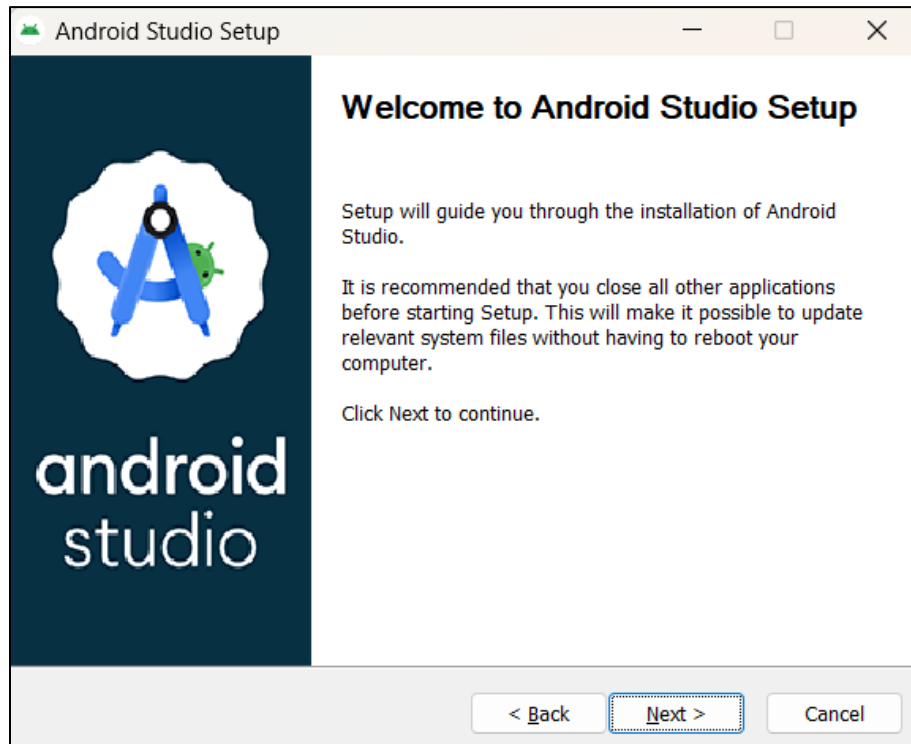 Android Studio Setup
Welcome to Android Studio Setup
Setup will guide you through the installation of Android
Studio.
It is recommended that you close all other applications
before starting Setup. This will make it possible to update
relevant system files without having to reboot your
computer.
Click Next to continue.
android
studio
< Back
Next >
Cancel